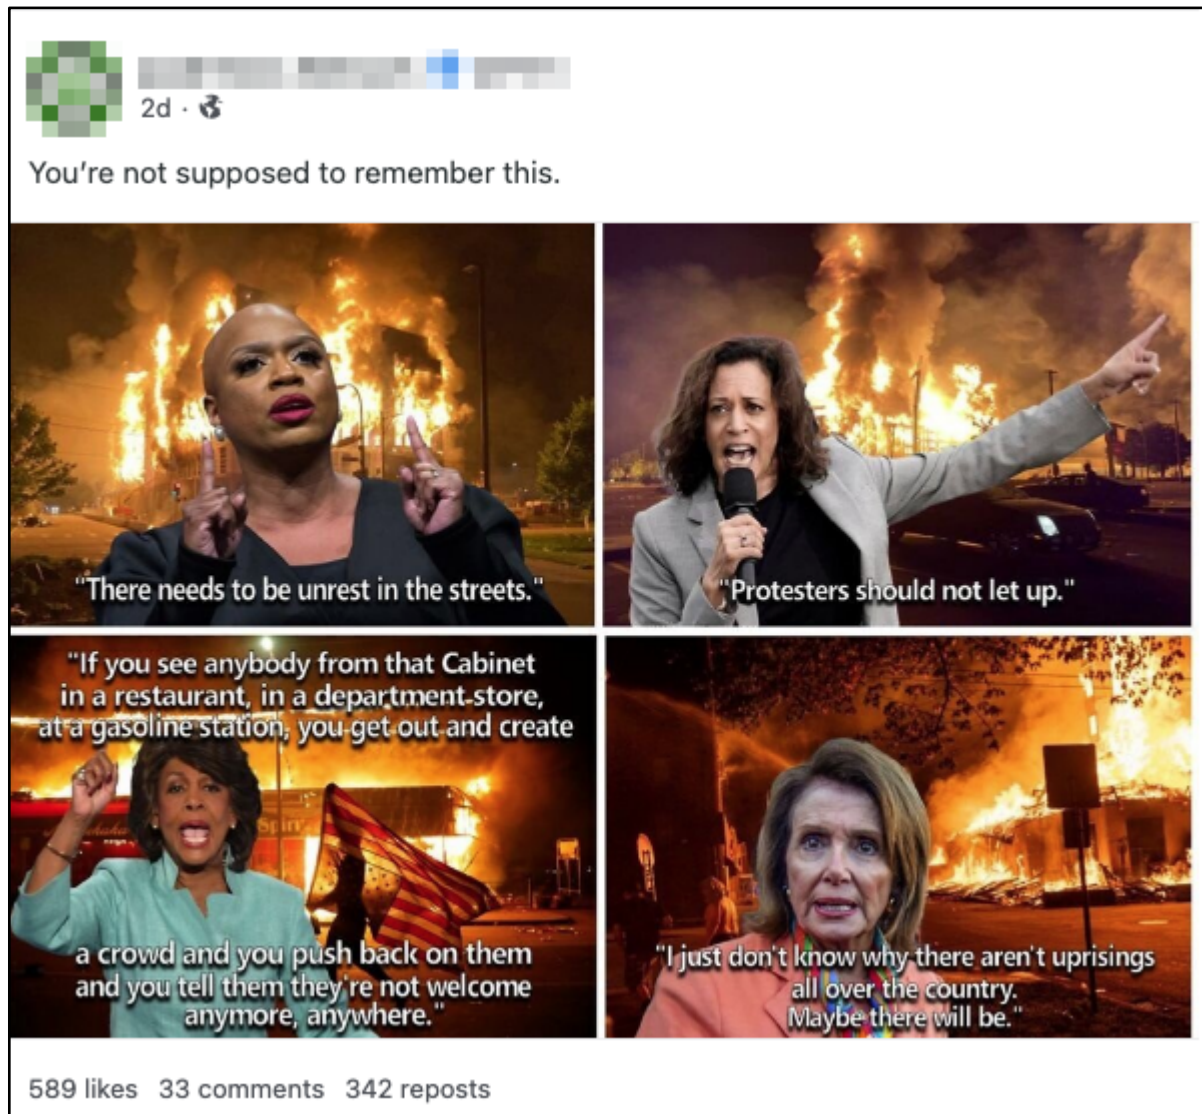 2d ·
You're not supposed to remember this.
"There needs to be unrest in the streets."
"Protesters should not let up."
"If you see anybody from that Cabinet
in a restaurant, in a department store,
at a gasoline station, you get out and create
a crowd and you push back on them
and you tell them they're not welcome
anymore, anywhere."
"I just don't know why there aren't uprisings
all over the country.
Maybe there will be."
589 likes 33 comments 342 reposts